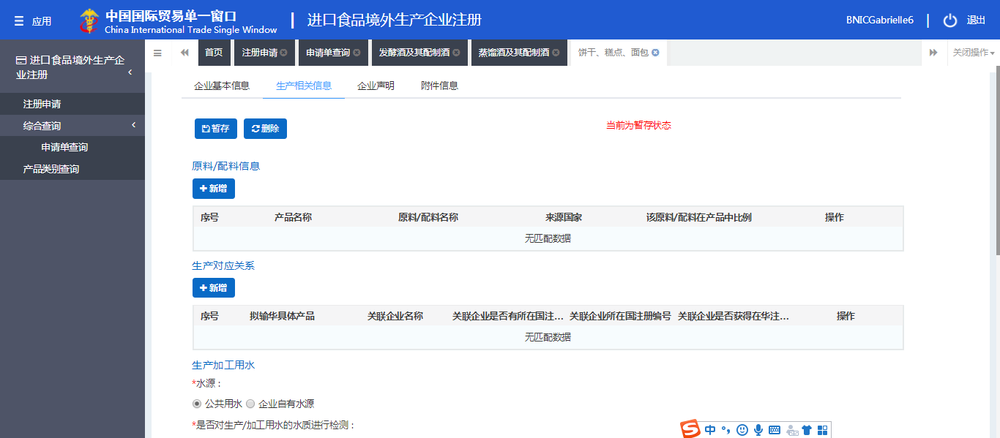 应用
中国国际贸易单一窗口
China International Trade Single Window
进口食品境外生产企业注册
BNICGabrielle6
退出
进口食品境外生产企业注册
注册申请
综合查询
申请单查询
产品类别查询
首页 注册申请 申请单查询 发酵酒及其配制酒 蒸馏酒及其配制酒 饼干、糕点、面包 关闭操作
企业基本信息 生产相关信息 企业声明 附件信息
暂存 删除 当前为暂存状态
原料/配料信息
新增
序号 产品名称 原料/配料名称 来源国家 该原料/配料在产品中比例 操作
无匹配数据
生产对应关系
新增
序号 拟输华具体产品 关联企业名称 关联企业是否有所在国注... 关联企业所在国注册编号 关联企业是否获得在华注... 操作
无匹配数据
生产加工用水
*水源：
公共用水 企业自有水源
*是否对生产/加工用水的水质进行检测：
S 中